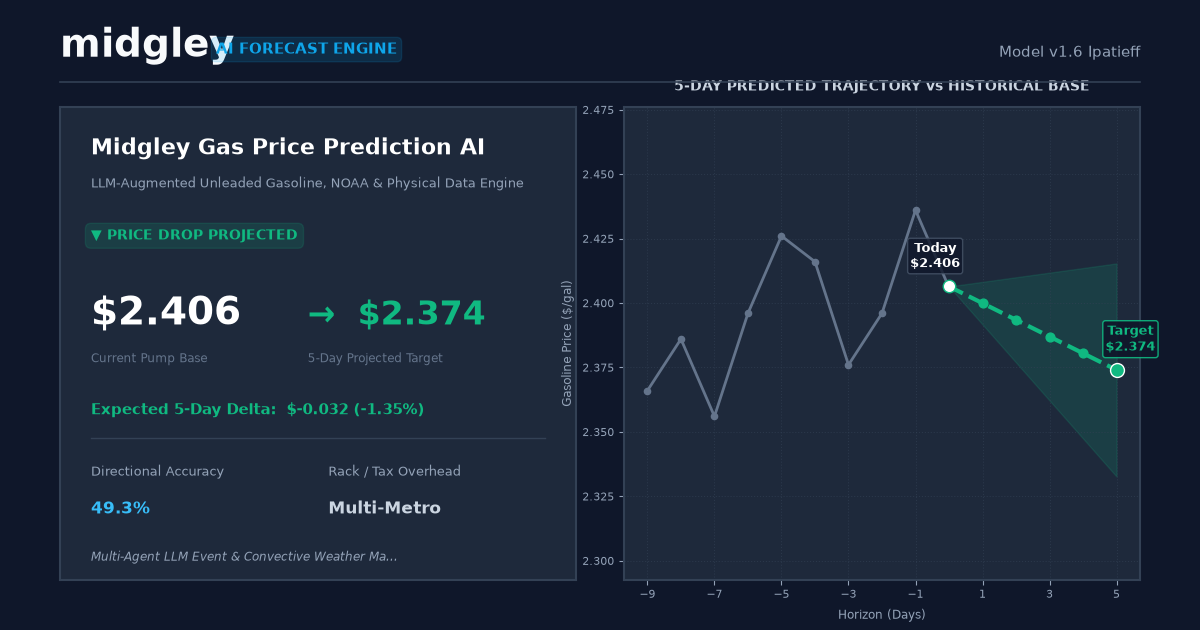 midgley
AI FORECAST ENGINE
Model v1.6 Ipatieff
Midgley Gas Price Prediction AI
LLM-Augmented Unleaded Gasoline, NOAA & Physical Data Engine
▼ PRICE DROP PROJECTED
$2.406
→ $2.374
Current Pump Base
5-Day Projected Target
Expected 5-Day Delta: $-0.032 (-1.35%)
Directional Accuracy
Rack / Tax Overhead
49.3%
Multi-Metro
Multi-Agent LLM Event & Convective Weather Ma...
5-DAY PREDICTED TRAJECTORY vs HISTORICAL BASE
Gasoline Price ($/gal)
2.475
2.450
2.425
2.400
2.375
2.350
2.325
2.300
Today
$2.406
Target
$2.374
−9 −7 −5 −3 −1 1 3 5
Horizon (Days)